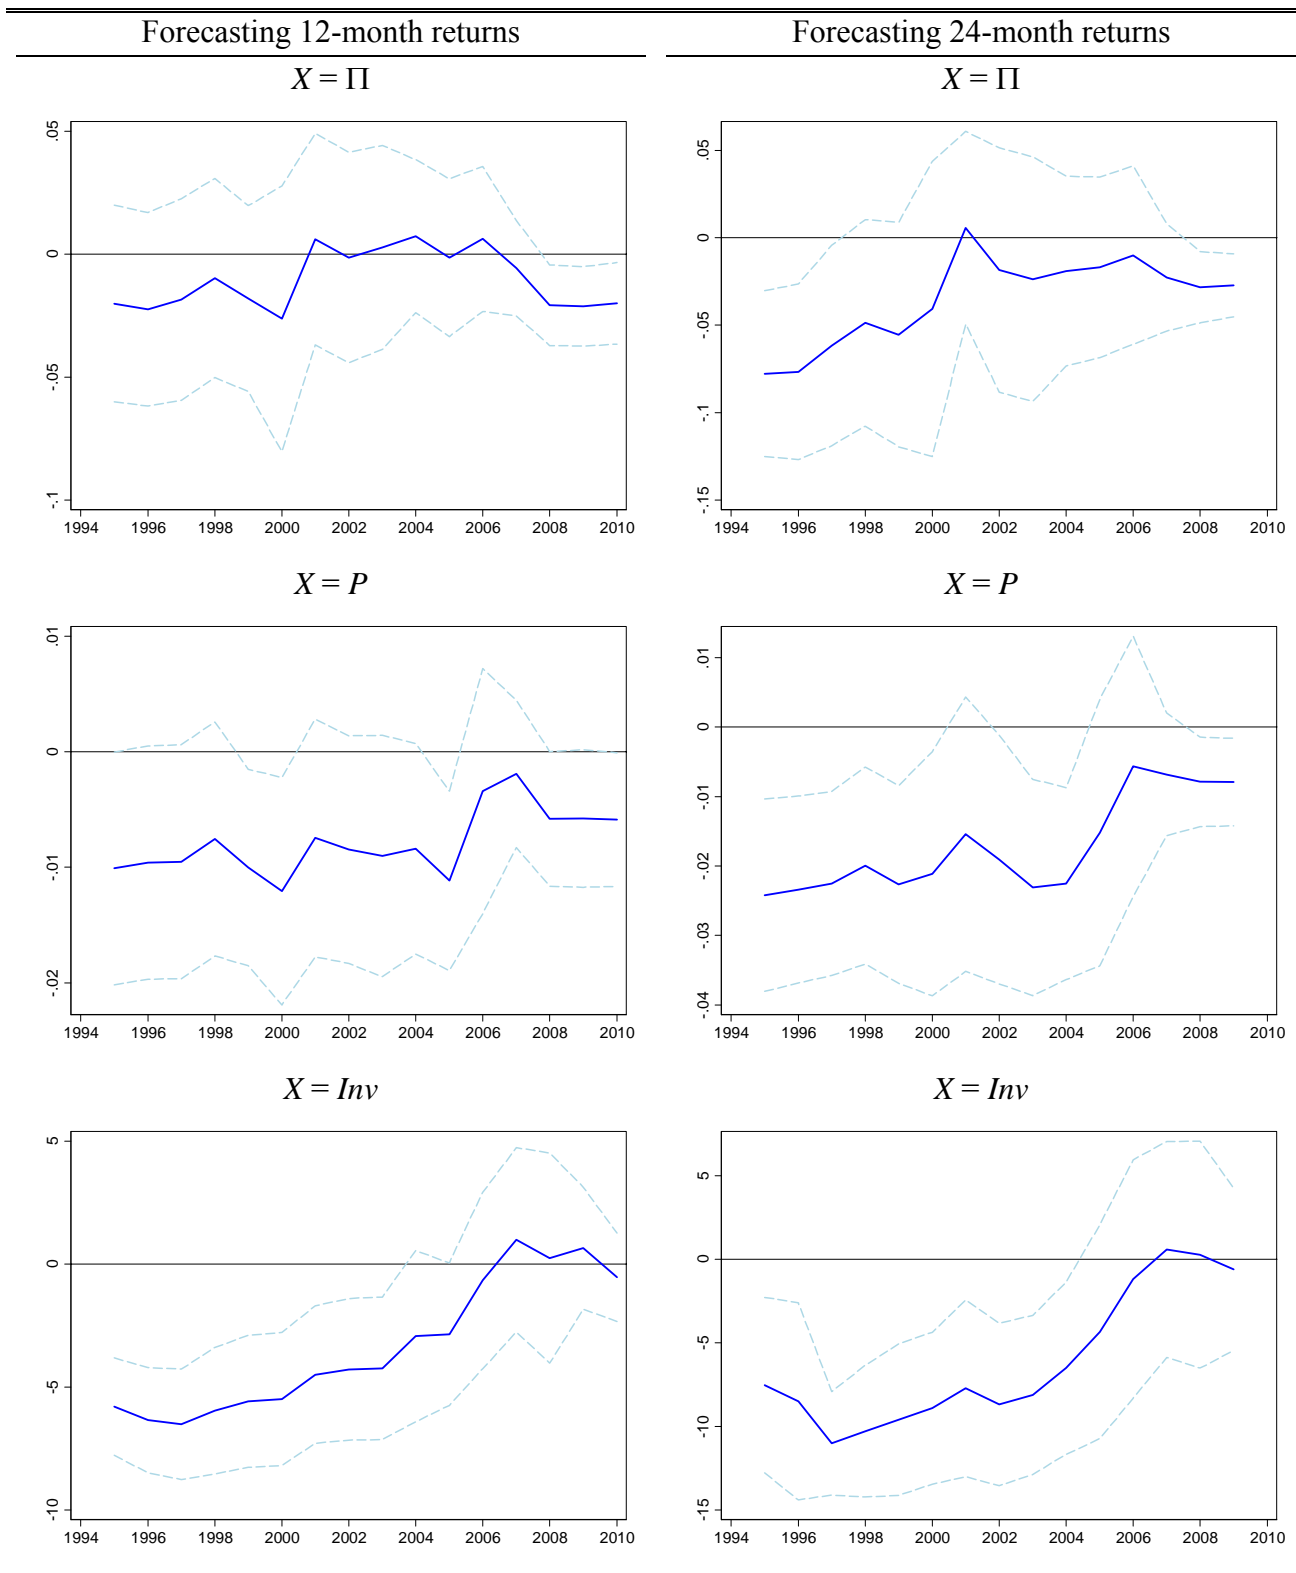 Forecasting 12-month returns Forecasting 24-month returns
X = Π X = Π
.05 .05
0 0
-.05 -.05
-.1 -.1
-.15
1994 1996 1998 2000 2002 2004 2006 2008 2010 1994 1996 1998 2000 2002 2004 2006 2008 2010
X = P X = P
.01 .01
0 0
-.01 -.01
-.02 -.02
-.03
-.04
1994 1996 1998 2000 2002 2004 2006 2008 2010 1994 1996 1998 2000 2002 2004 2006 2008 2010
X = Inv X = Inv
5 5
0 0
-5 -5
-10 -10
-15
1994 1996 1998 2000 2002 2004 2006 2008 2010 1994 1996 1998 2000 2002 2004 2006 2008 2010